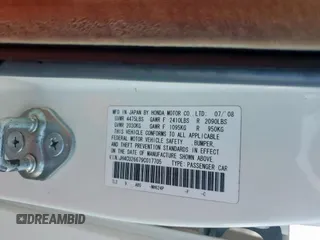 MFD. IN JAPAN BY HONDA MOTOR CO., LTD. 07/08
GVWR 4475LBS GAWR F 2410LBS R 2090LBS
GVWR 2030KG GAWR F 1095KG R 950KG
THIS VEHICLE CONFORMS TO ALL APPLICABLE
FEDERAL MOTOR VEHICLE SAFETY, BUMPER,
AND THEFT PREVENTION STANDARDS IN EFFECT
ON THE DATE OF MANUFACTURE SHOWN ABOVE
V.I.N. TYPE: PASSENGER CAR
CREAMBID